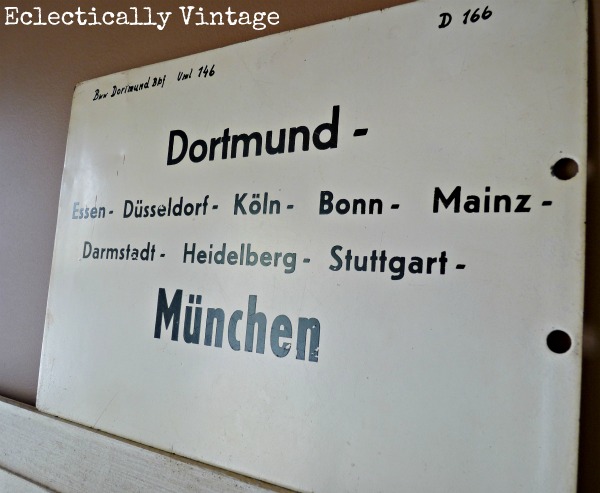 Eclectically Vintage
D 166
Bww Dortmund Bbf Uml 146
Dortmund -
Essen - Düsseldorf - Köln - Bonn - Mainz -
Darmstadt - Heidelberg - Stuttgart -
München